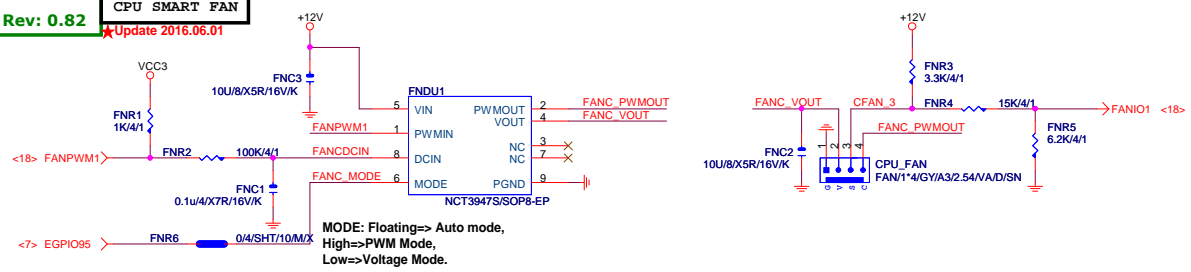 CPU SMART FAN
Rev: 0.82
★Update 2016.06.01
+12V
VCC3
FNC3
10U/8/X5R/16V/K
FNR1
1K/4/1
FNDU1
5 VIN
PWMOUT 2 FANC_PWMOUT
VOUT 4 FANC_VOUT
FANPWM1 1 PWMIN
NC 3
<18> FANPWM1 FNR2 100K/4/1 FANCDCIN 8 DCIN
NC 7
FNC1
0.1u/4/X7R/16V/K
FANC_MODE 6 MODE
PGND 9
NCT3947S/SOP8-EP
<7> EGPIO95 FNR6 0/4/SHT/10/M/X
MODE: Floating=> Auto mode,
High=>PWM Mode,
Low=>Voltage Mode.
+12V
FNR3
3.3K/4/1
FANC_VOUT CFAN_3 FNR4 15K/4/1 FANIO1 <18>
FANC_PWMOUT
FNR5
6.2K/4/1
FNC2
10U/8/X5R/16V/K
1 2 3 4
CPU_FAN
FAN/1*4/GY/A3/2.54/VA/D/SN
G V S C